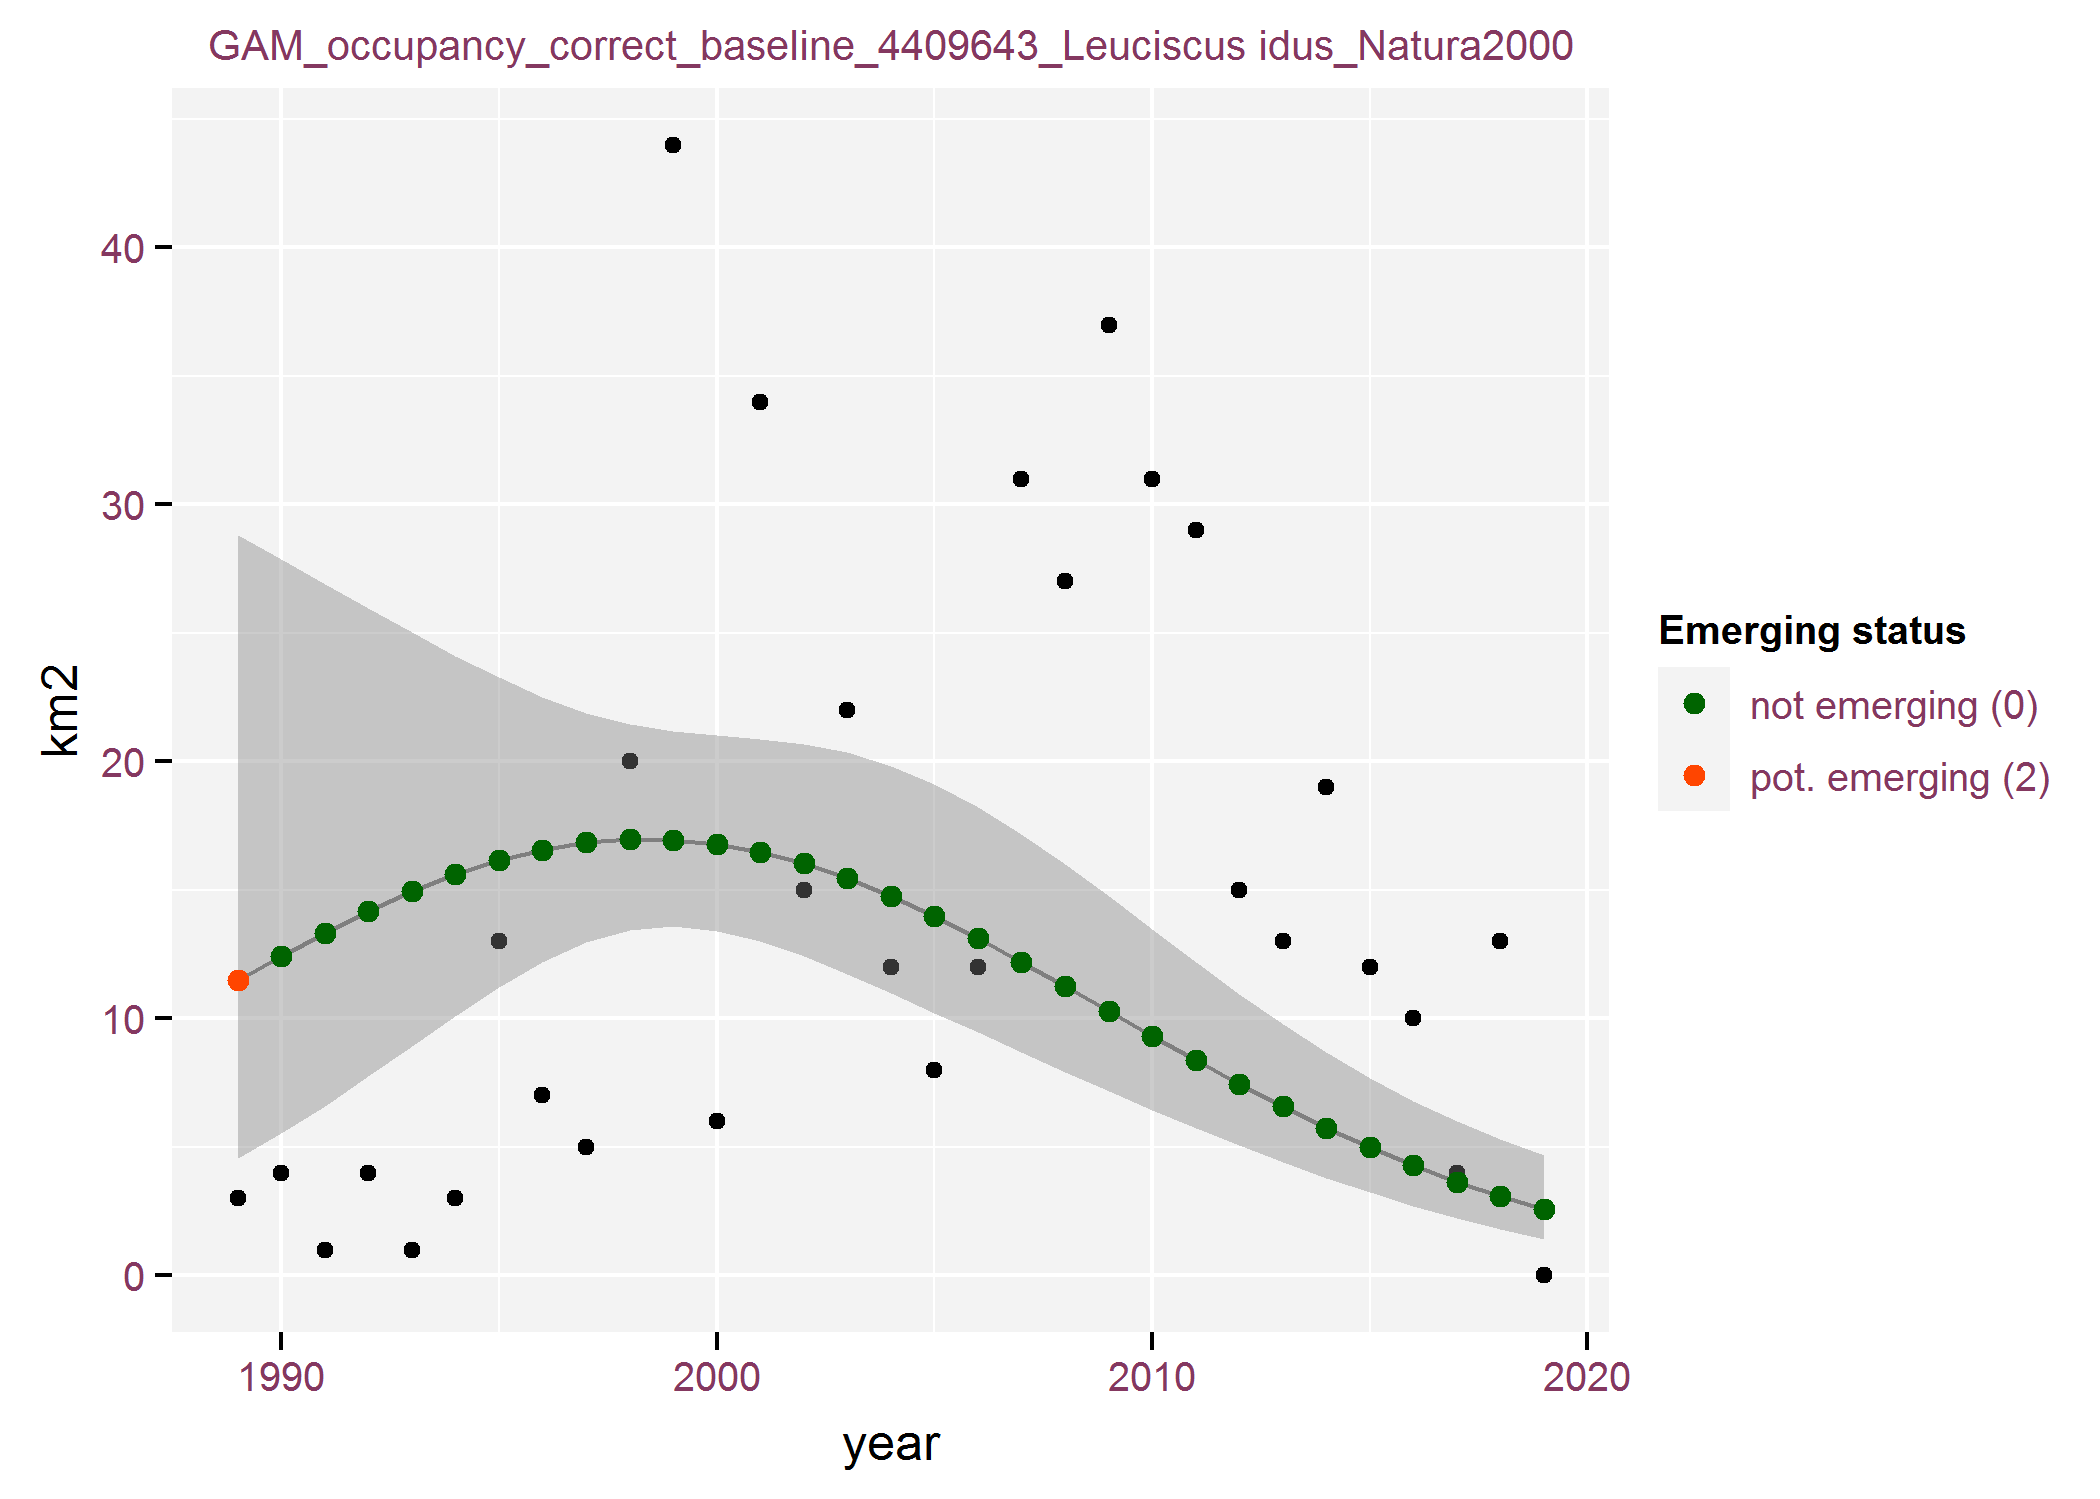 GAM_occupancy_correct_baseline_4409643_Leuciscus idus_Natura2000
40
30
20
10
0
km2
1990 2000 2010 2020
year
Emerging status
not emerging (0)
pot. emerging (2)